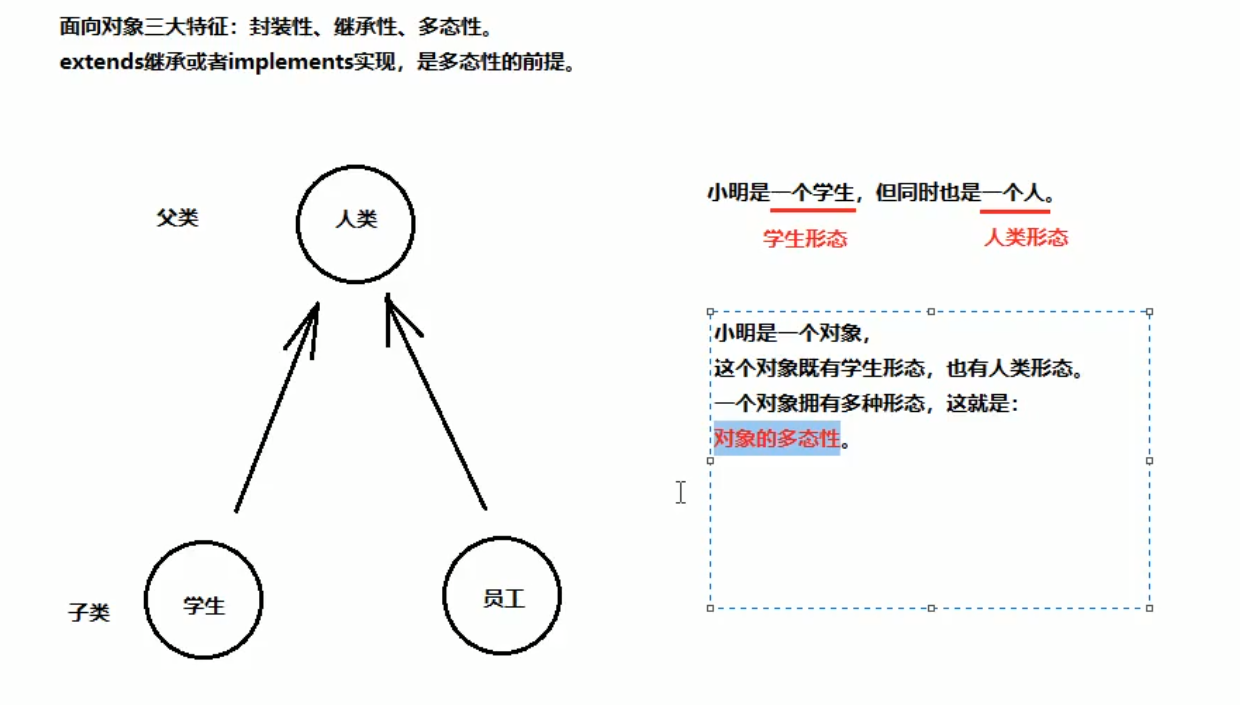 面向对象三大特征：封装性、继承性、多态性。
extends继承或者implements实现，是多态性的前提。
父类
人类
子类
学生
员工
小明是一个学生，但同时也是一个人。
学生形态
人类形态
小明是一个对象，
这个对象既有学生形态，也有人类形态。
一个对象拥有多种形态，这就是：
对象的多态性。